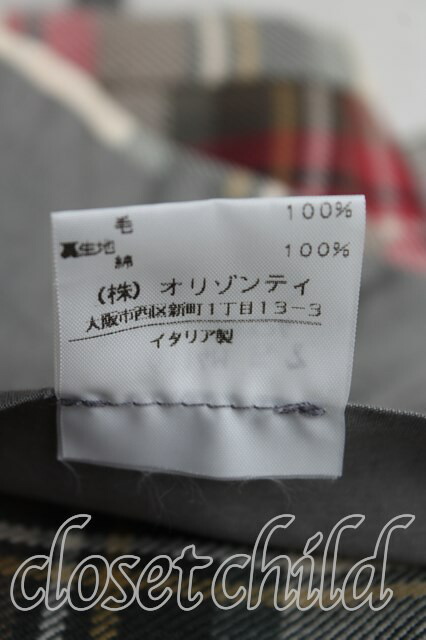 毛 100%
裏生地
綿 100%
(株) オリゾンティ
大阪市西区新町1丁目13-3
イタリア製
closetchild